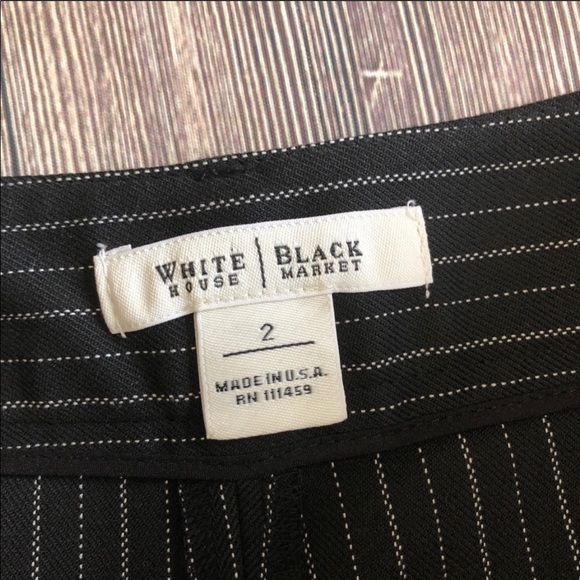 WHITE HOUSE | BLACK MARKET
2
MADE IN U.S.A.
RN 111459